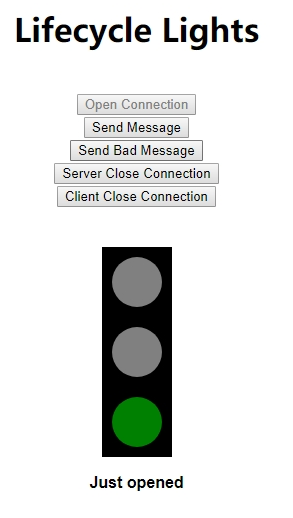 Lifecycle Lights
Open Connection
Send Message
Send Bad Message
Server Close Connection
Client Close Connection
Just opened